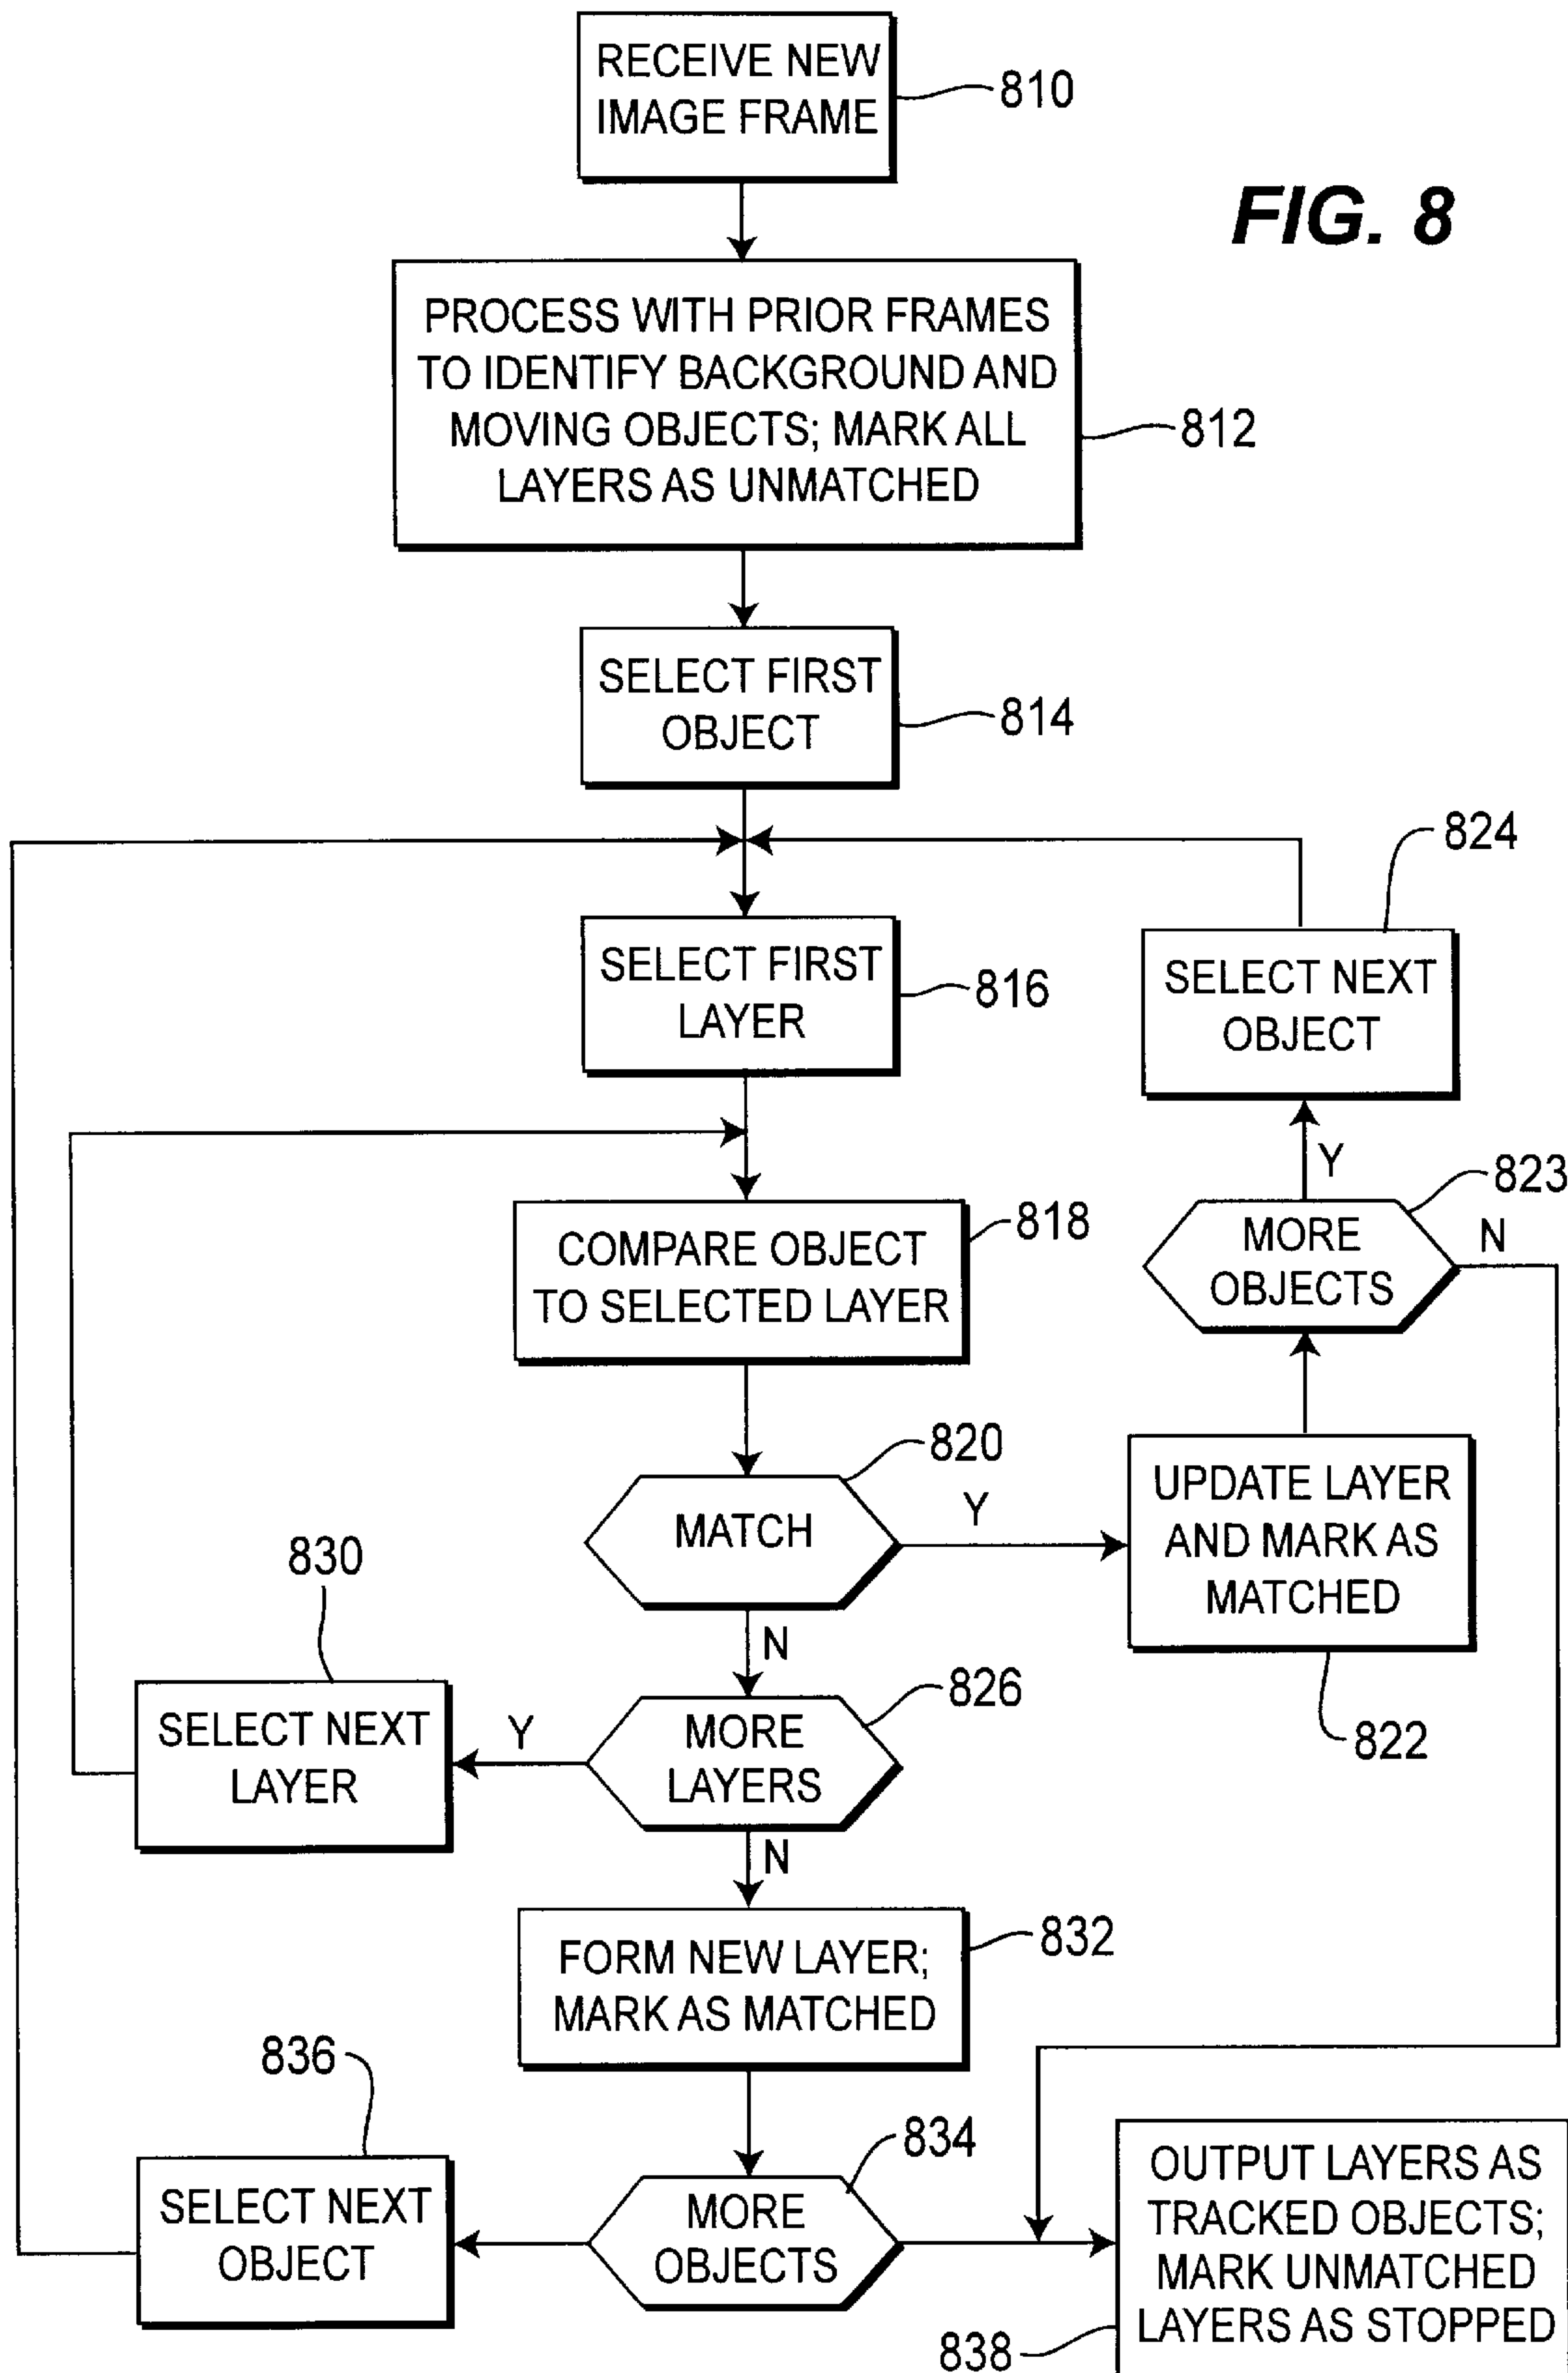 RECEIVE NEW
IMAGE FRAME
810
FIG. 8
PROCESS WITH PRIOR FRAMES
TO IDENTIFY BACKGROUND AND
MOVING OBJECTS; MARK ALL
LAYERS AS UNMATCHED
812
SELECT FIRST
OBJECT
814
824
SELECT FIRST
LAYER
816
SELECT NEXT
OBJECT
Y
823
818
COMPARE OBJECT
TO SELECTED LAYER
MORE
OBJECTS
N
820
MATCH
Y
UPDATE LAYER
AND MARK AS
MATCHED
822
830
N
826
SELECT NEXT
LAYER
Y
MORE
LAYERS
N
FORM NEW LAYER;
MARK AS MATCHED
832
836
834
SELECT NEXT
OBJECT
MORE
OBJECTS
OUTPUT LAYERS AS
TRACKED OBJECTS;
MARK UNMATCHED
LAYERS AS STOPPED
838